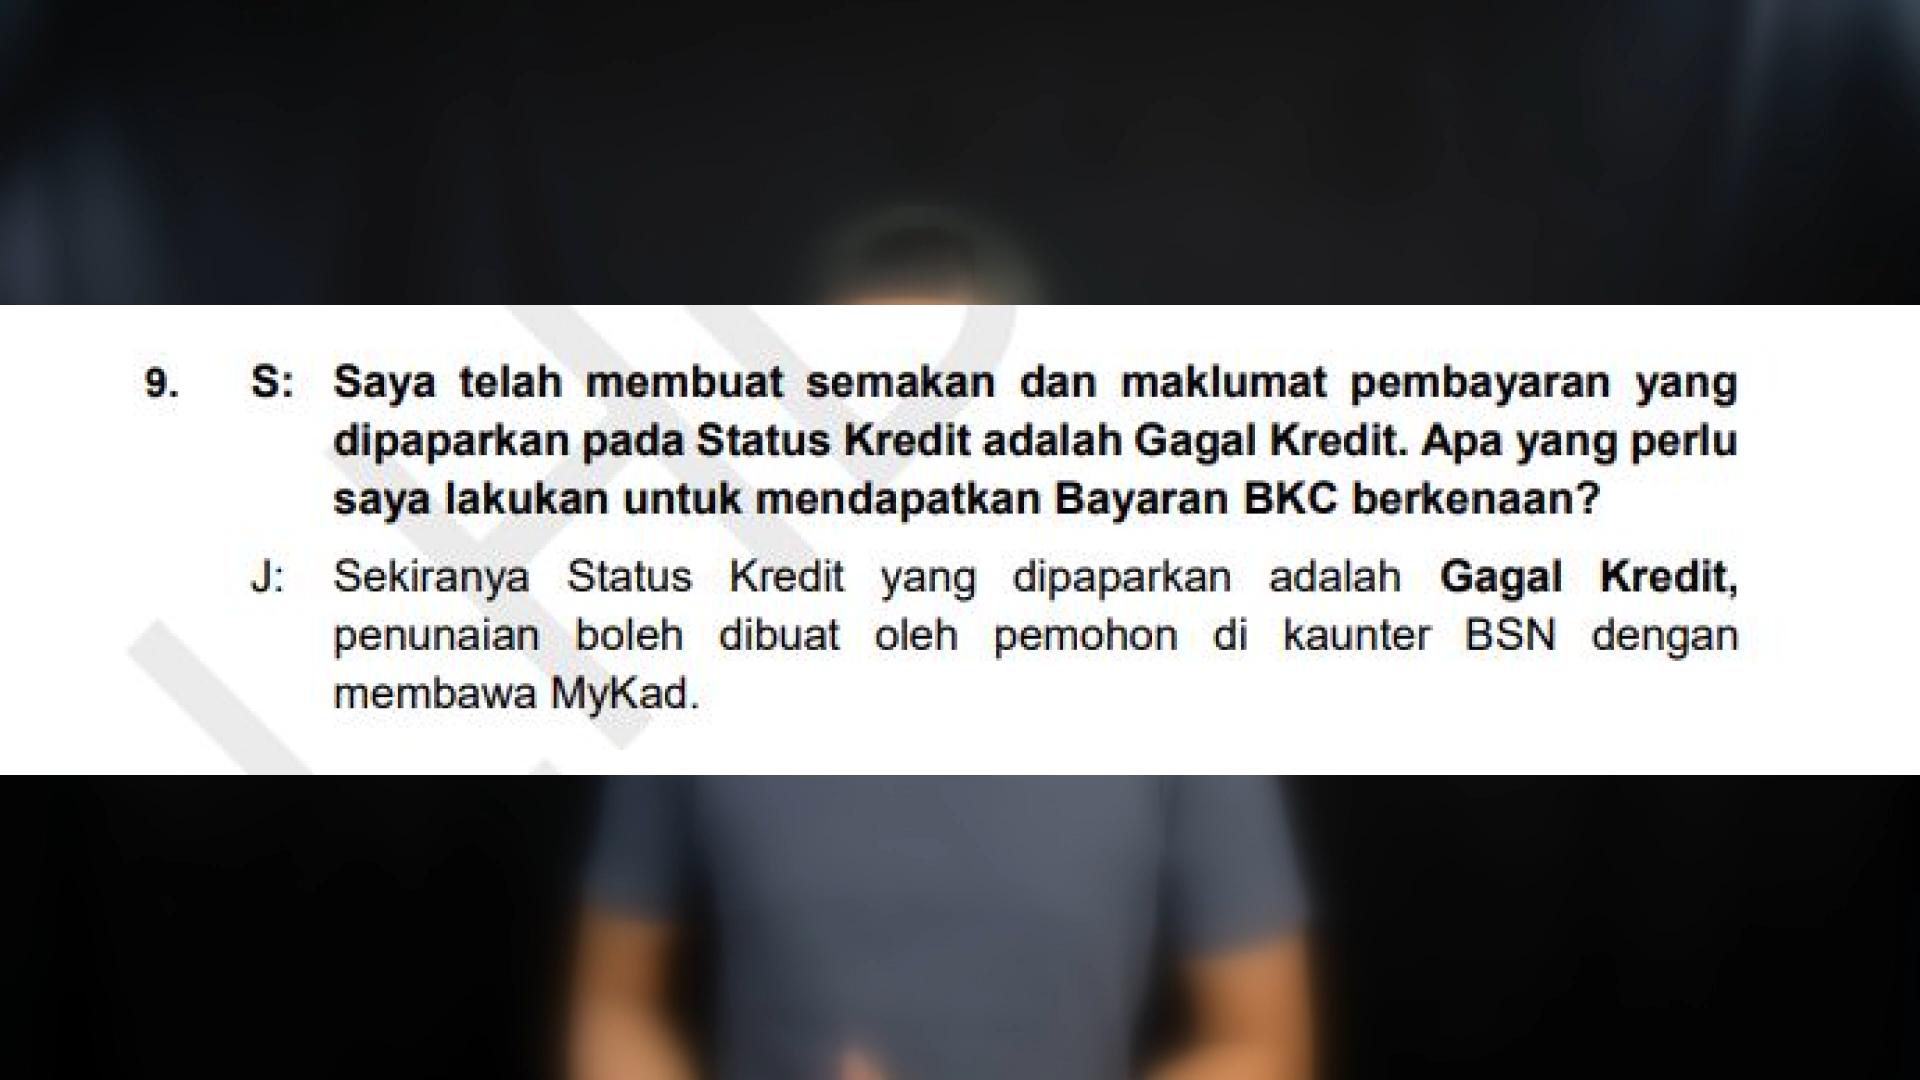 9. S: Saya telah membuat semakan dan maklumat pembayaran yang
dipaparkan pada Status Kredit adalah Gagal Kredit. Apa yang perlu
saya lakukan untuk mendapatkan Bayaran BKC berkenaan?
J: Sekiranya Status Kredit yang dipaparkan adalah Gagal Kredit,
penunaian boleh dibuat oleh pemohon di kaunter BSN dengan
membawa MyKad.